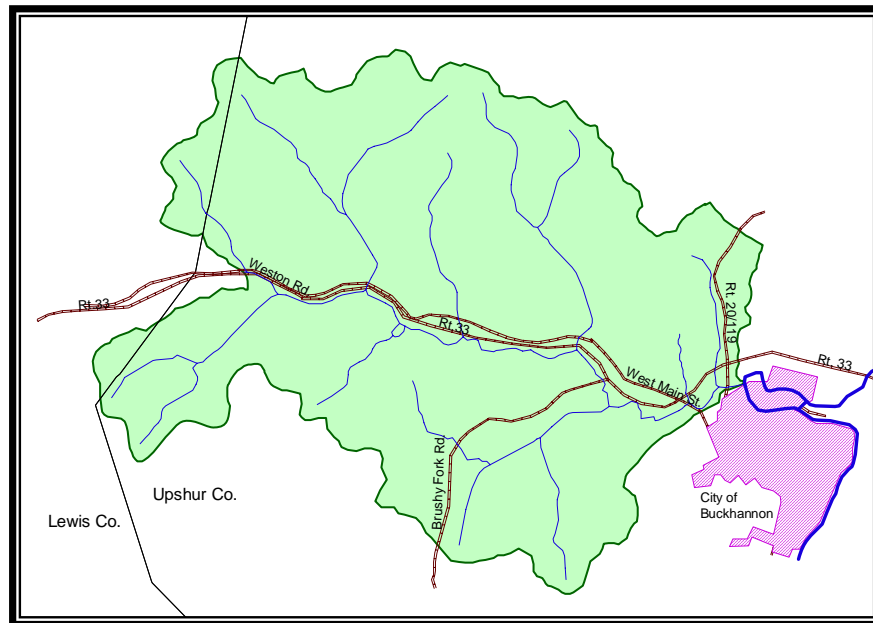 Weston Rd.
Rt 33
Rt. 33
Rt. 20/119
Rt. 33
West Main St.
Brushy Fork Rd.
Upshur Co.
Lewis Co.
City of
Buckhannon